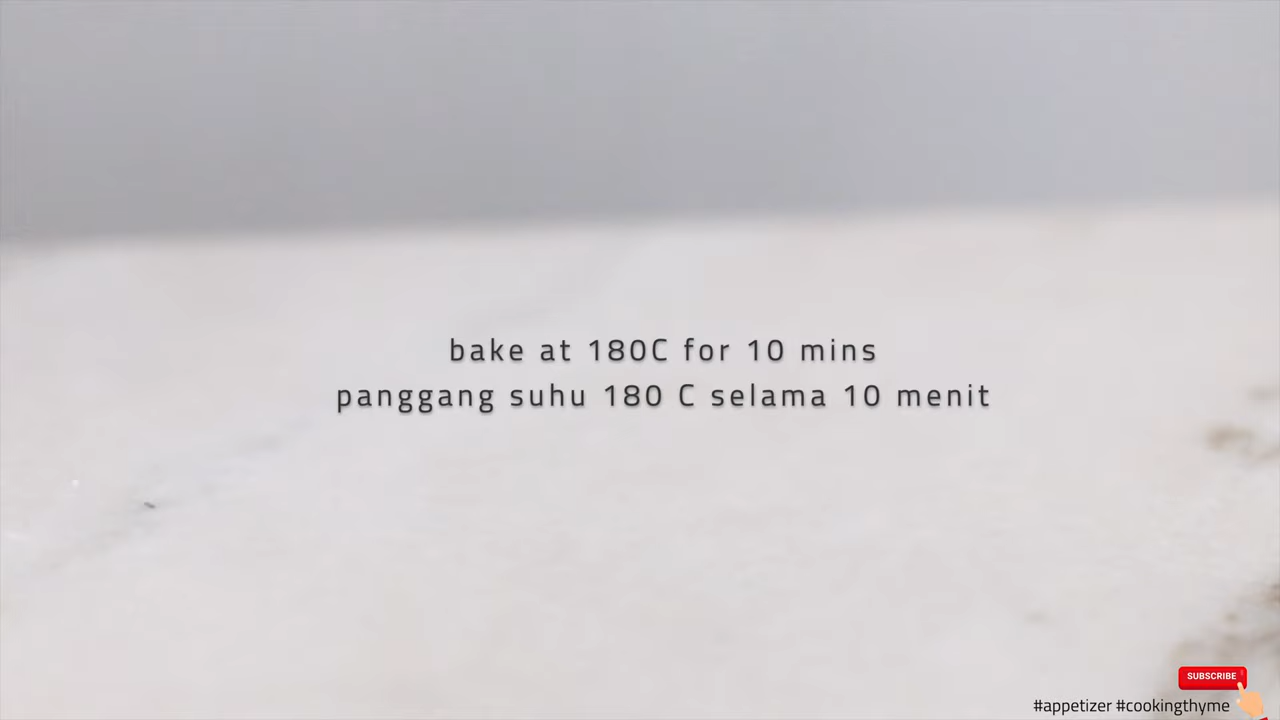 bake at 180C for 10 mins
panggang suhu 180 C selama 10 menit
SUBSCRIBE
#appetizer #cookingthyme